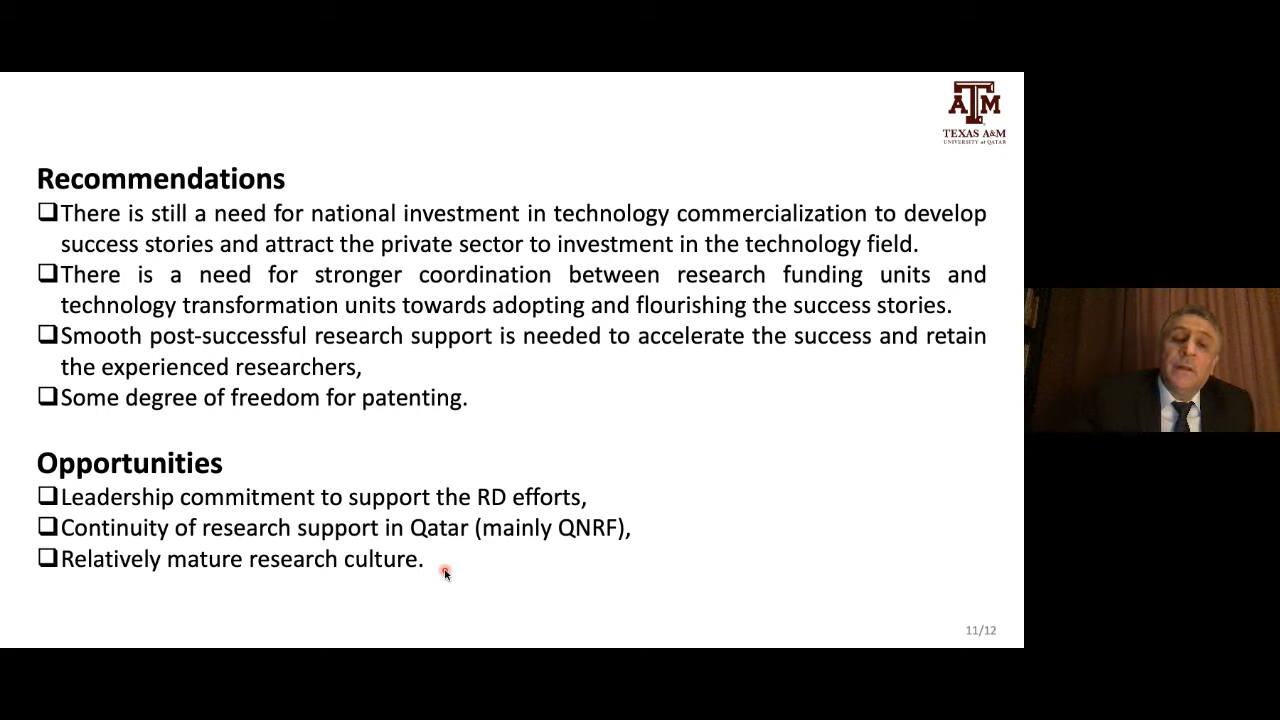 ATM
TEXAS A&M
UNIVERSITY at QATAR
Recommendations
❑There is still a need for national investment in technology commercialization to develop
success stories and attract the private sector to investment in the technology field.
❑There is a need for stronger coordination between research funding units and
technology transformation units towards adopting and flourishing the success stories.
❑Smooth post-successful research support is needed to accelerate the success and retain
the experienced researchers,
❑Some degree of freedom for patenting.
Opportunities
❑Leadership commitment to support the RD efforts,
❑Continuity of research support in Qatar (mainly QNRF),
❑Relatively mature research culture.
11/12